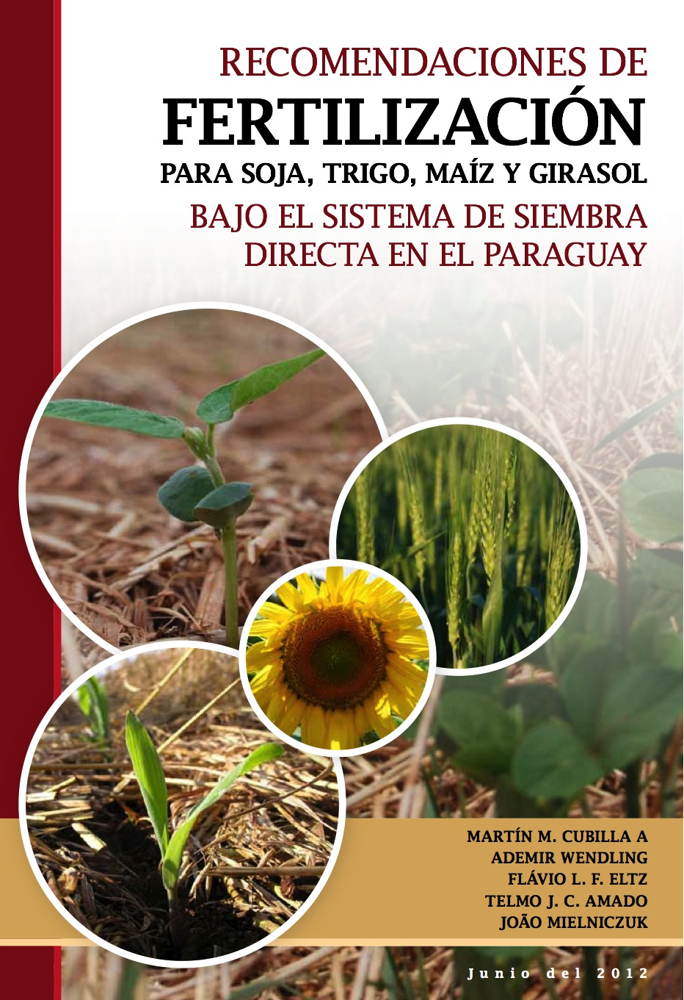 RECOMENDACIONES DE
FERTILIZACIÓN
PARA SOJA, TRIGO, MAÍZ Y GIRASOL
BAJO EL SISTEMA DE SIEMBRA
DIRECTA EN EL PARAGUAY
MARTÍN M. CUBILLA A
ADEMIR WENDLING
FLÁVIO L. F. ELTZ
TELMO J. C. AMADO
JOÃO MIELNICZUK
Junio del 2012